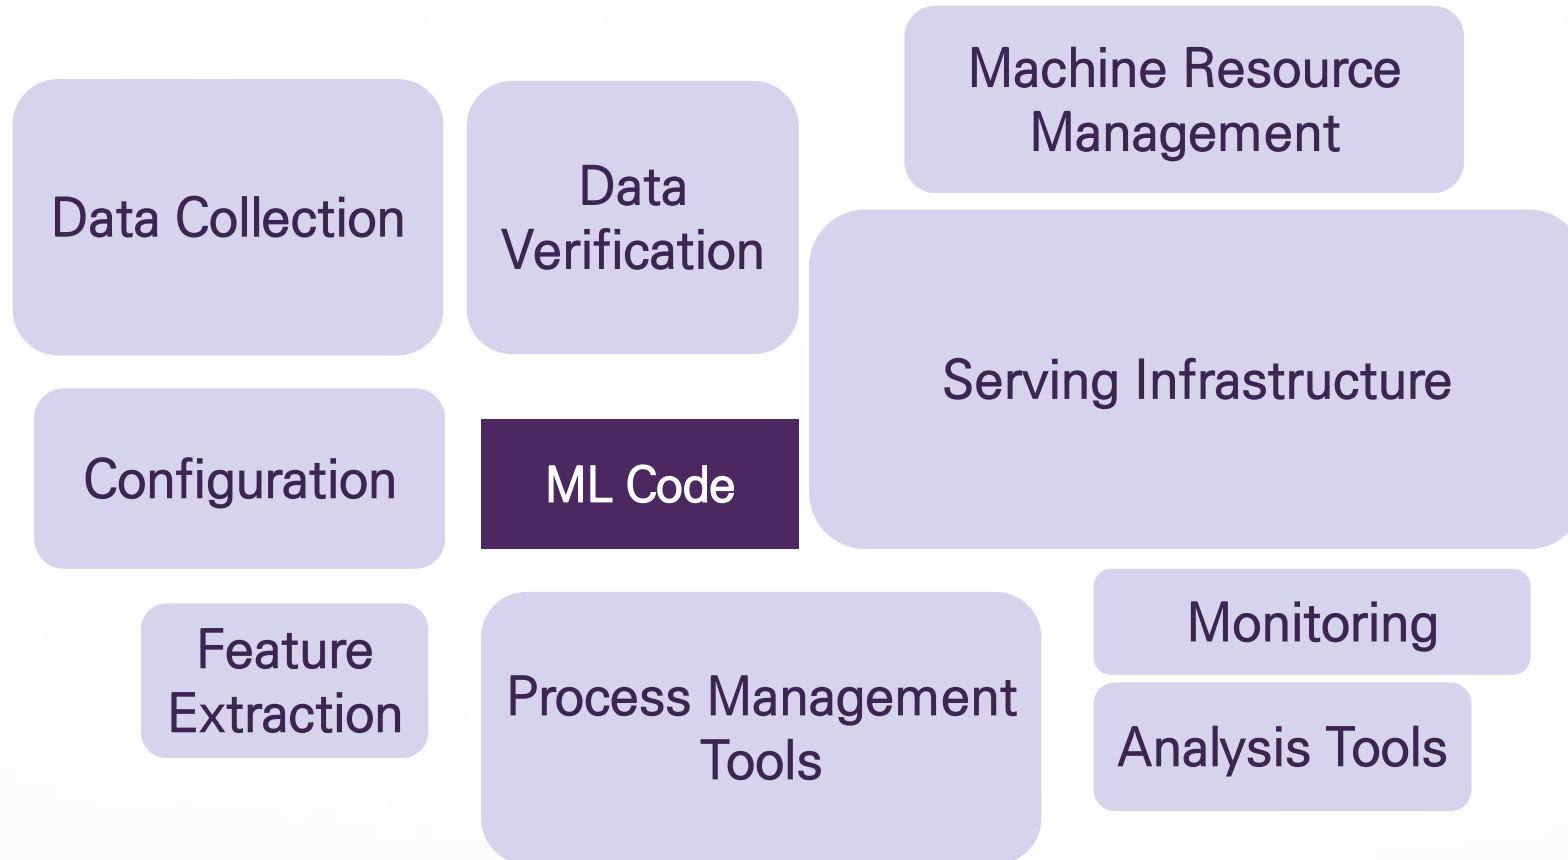 Machine Resource
Management
Data Collection
Data
Verification
Serving Infrastructure
Configuration
ML Code
Feature
Extraction
Process Management
Tools
Monitoring
Analysis Tools